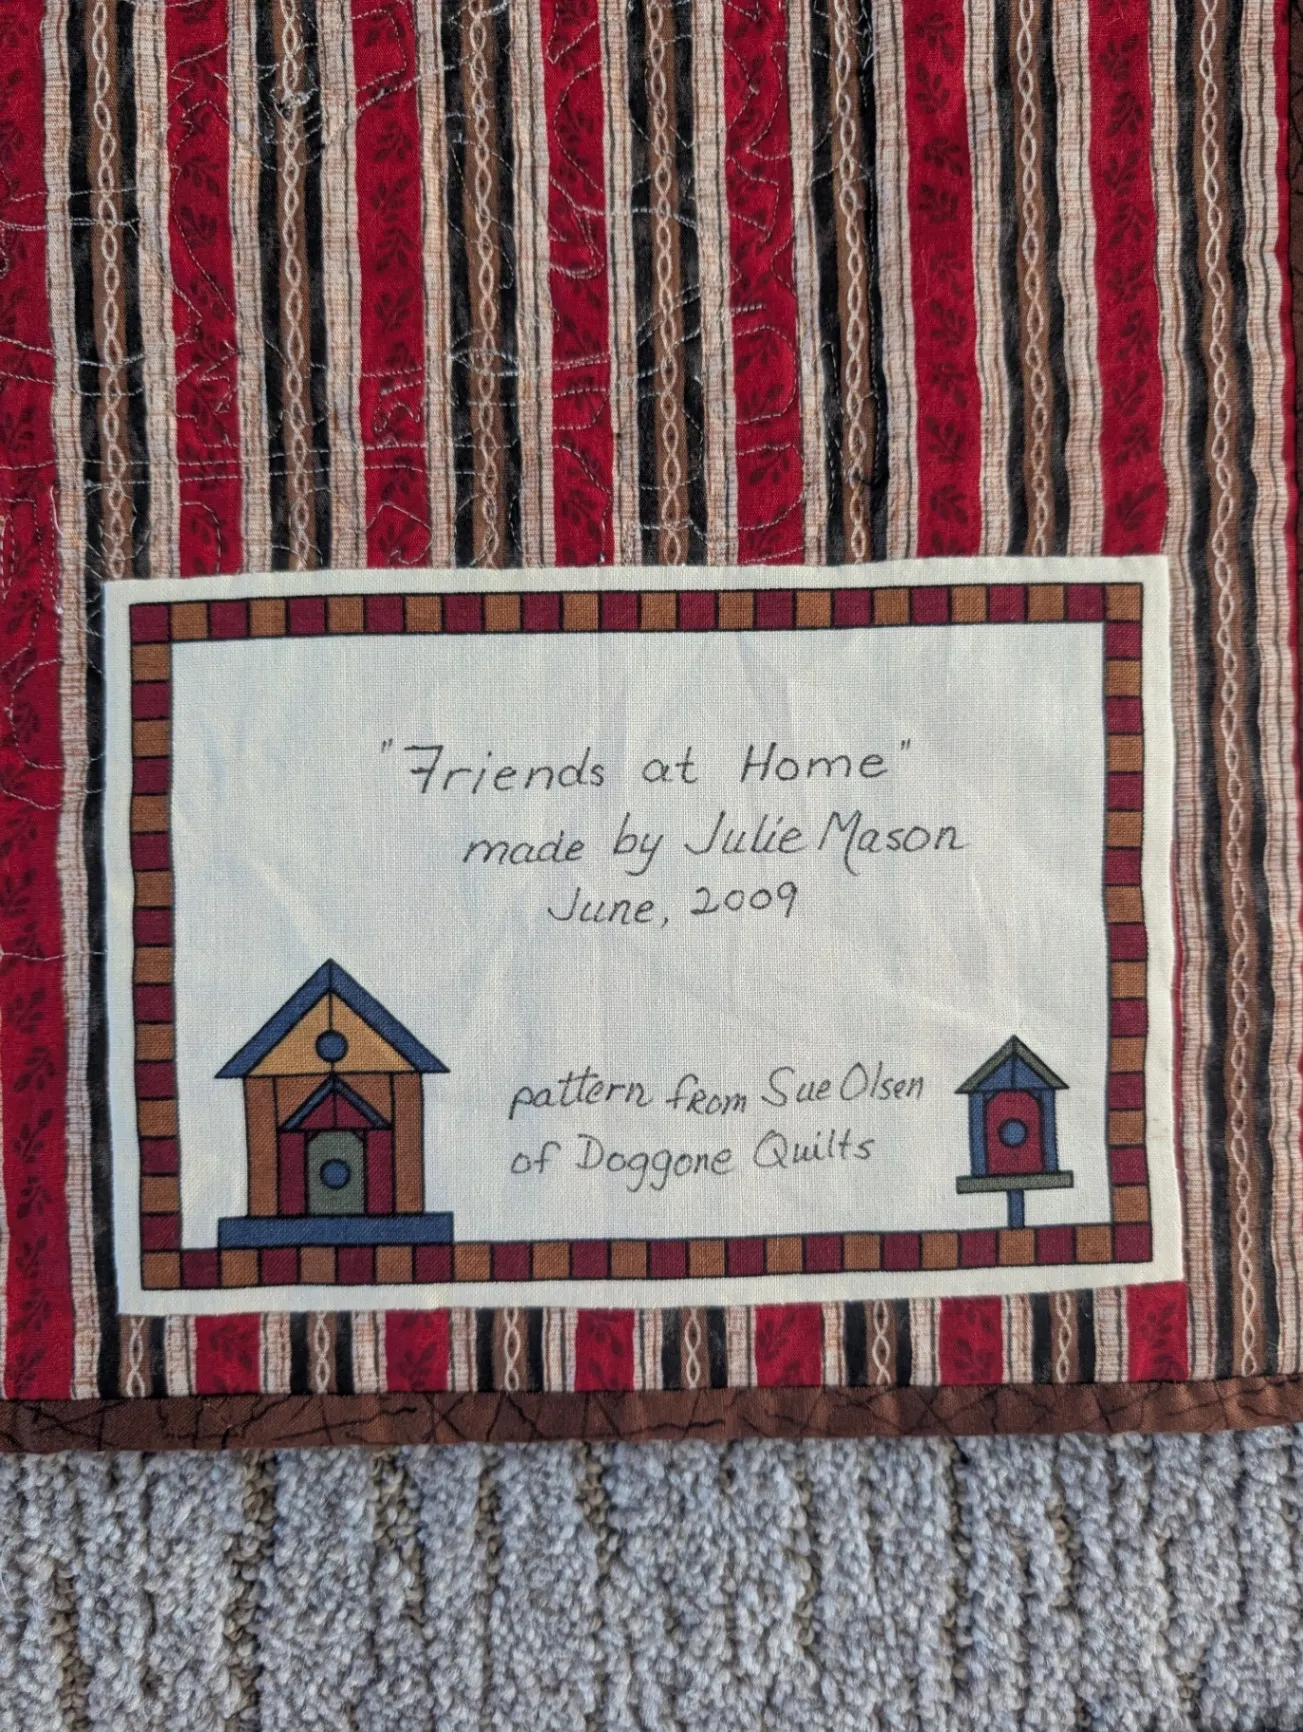 "Friends at Home"
made by Julie Mason
June, 2009
pattern from Sue Olsen
of Doggone Quilts